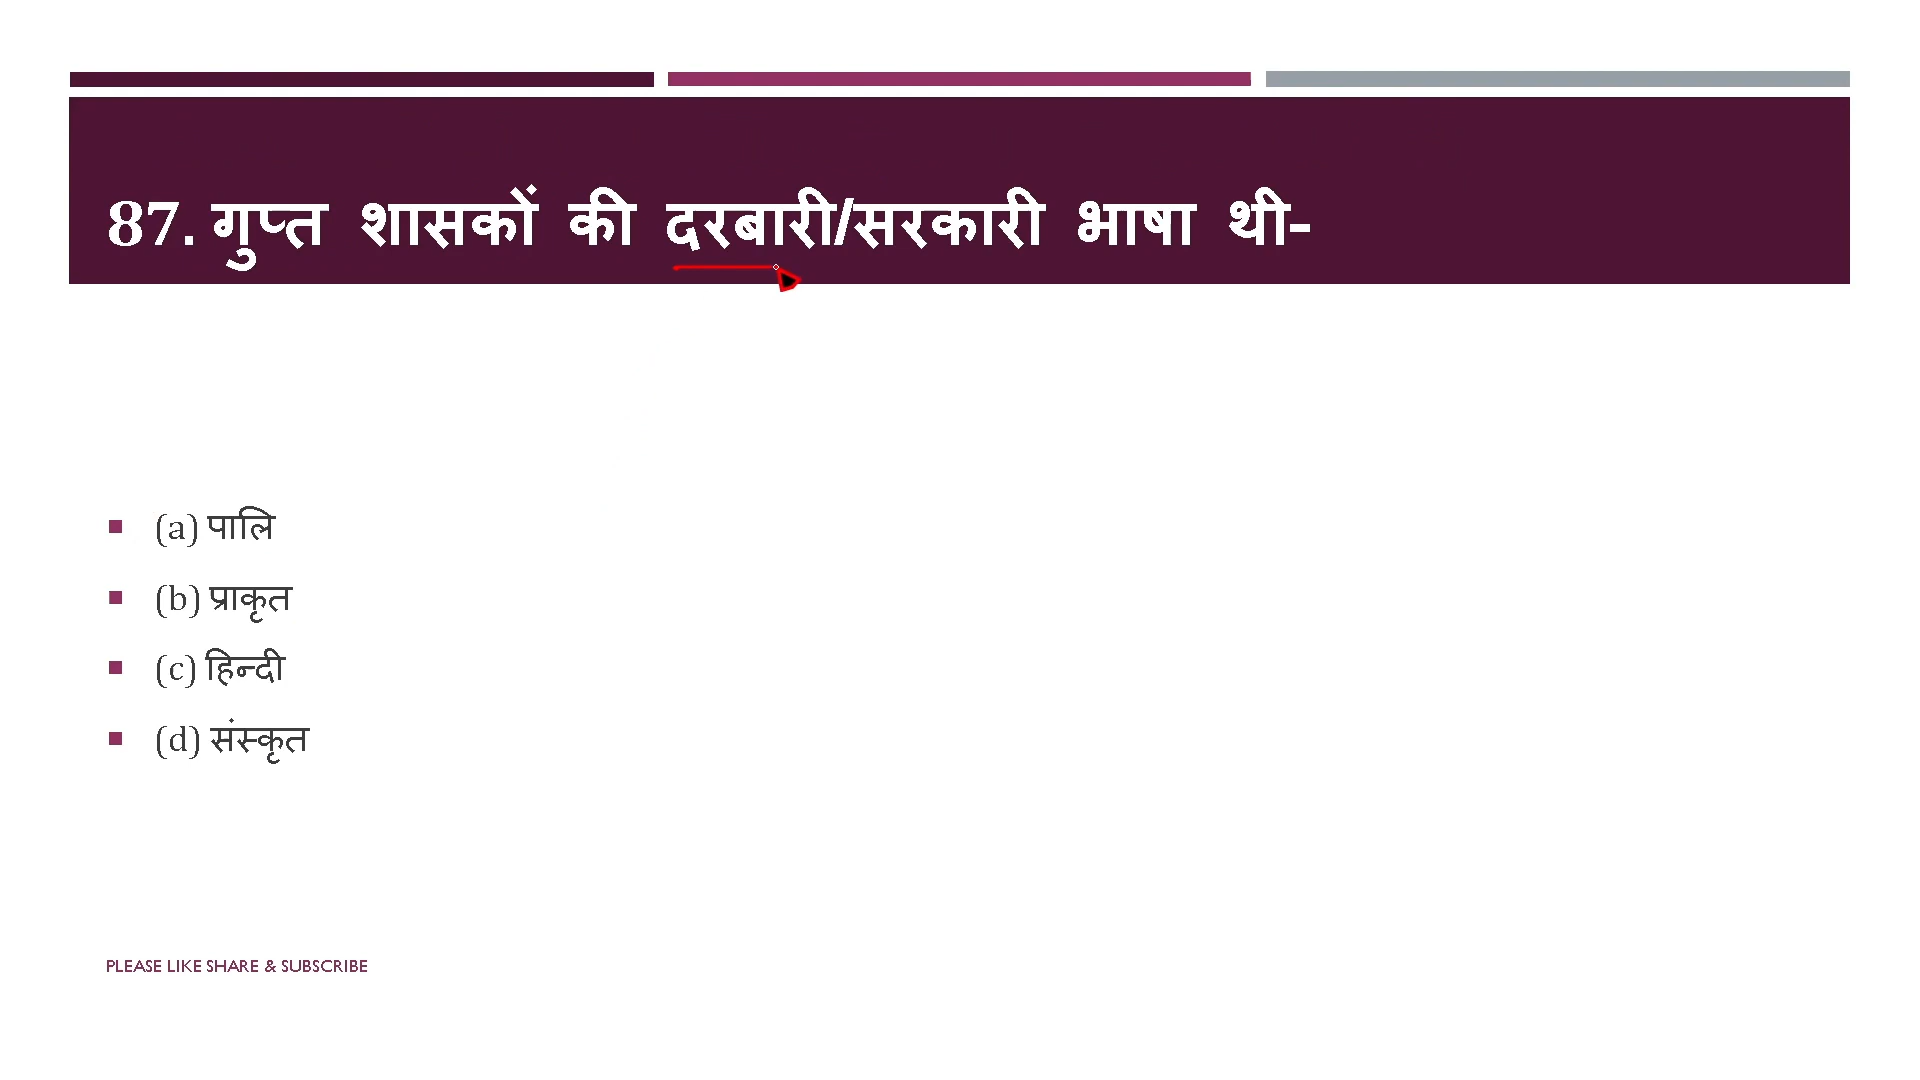 87. गुप्त शासकों की दरबारी/सरकारी भाषा थी-
(a) पालि
(b) प्राकृत
(c) हिन्दी
(d) संस्कृत
PLEASE LIKE SHARE & SUBSCRIBE